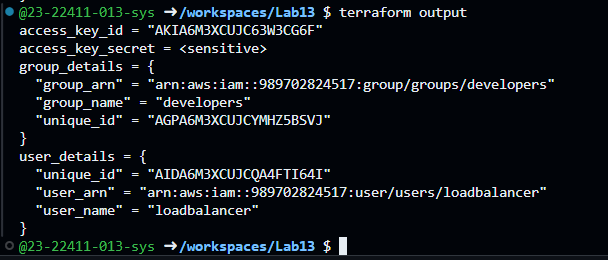 @23-22411-013-sys ➜/workspaces/Lab13 $ terraform output
access_key_id = "AKIA6M3XCUJC63W3CG6F"
access_key_secret = <sensitive>
group_details = {
"group_arn" = "arn:aws:iam::989702824517:group/groups/developers"
"group_name" = "developers"
"unique_id" = "AGPA6M3XCUJCYMHZ5BSVJ"
}
user_details = {
"unique_id" = "AIDA6M3XCUJCQA4FTI64I"
"user_arn" = "arn:aws:iam::989702824517:user/users/loadbalancer"
"user_name" = "loadbalancer"
}
@23-22411-013-sys ➜/workspaces/Lab13 $